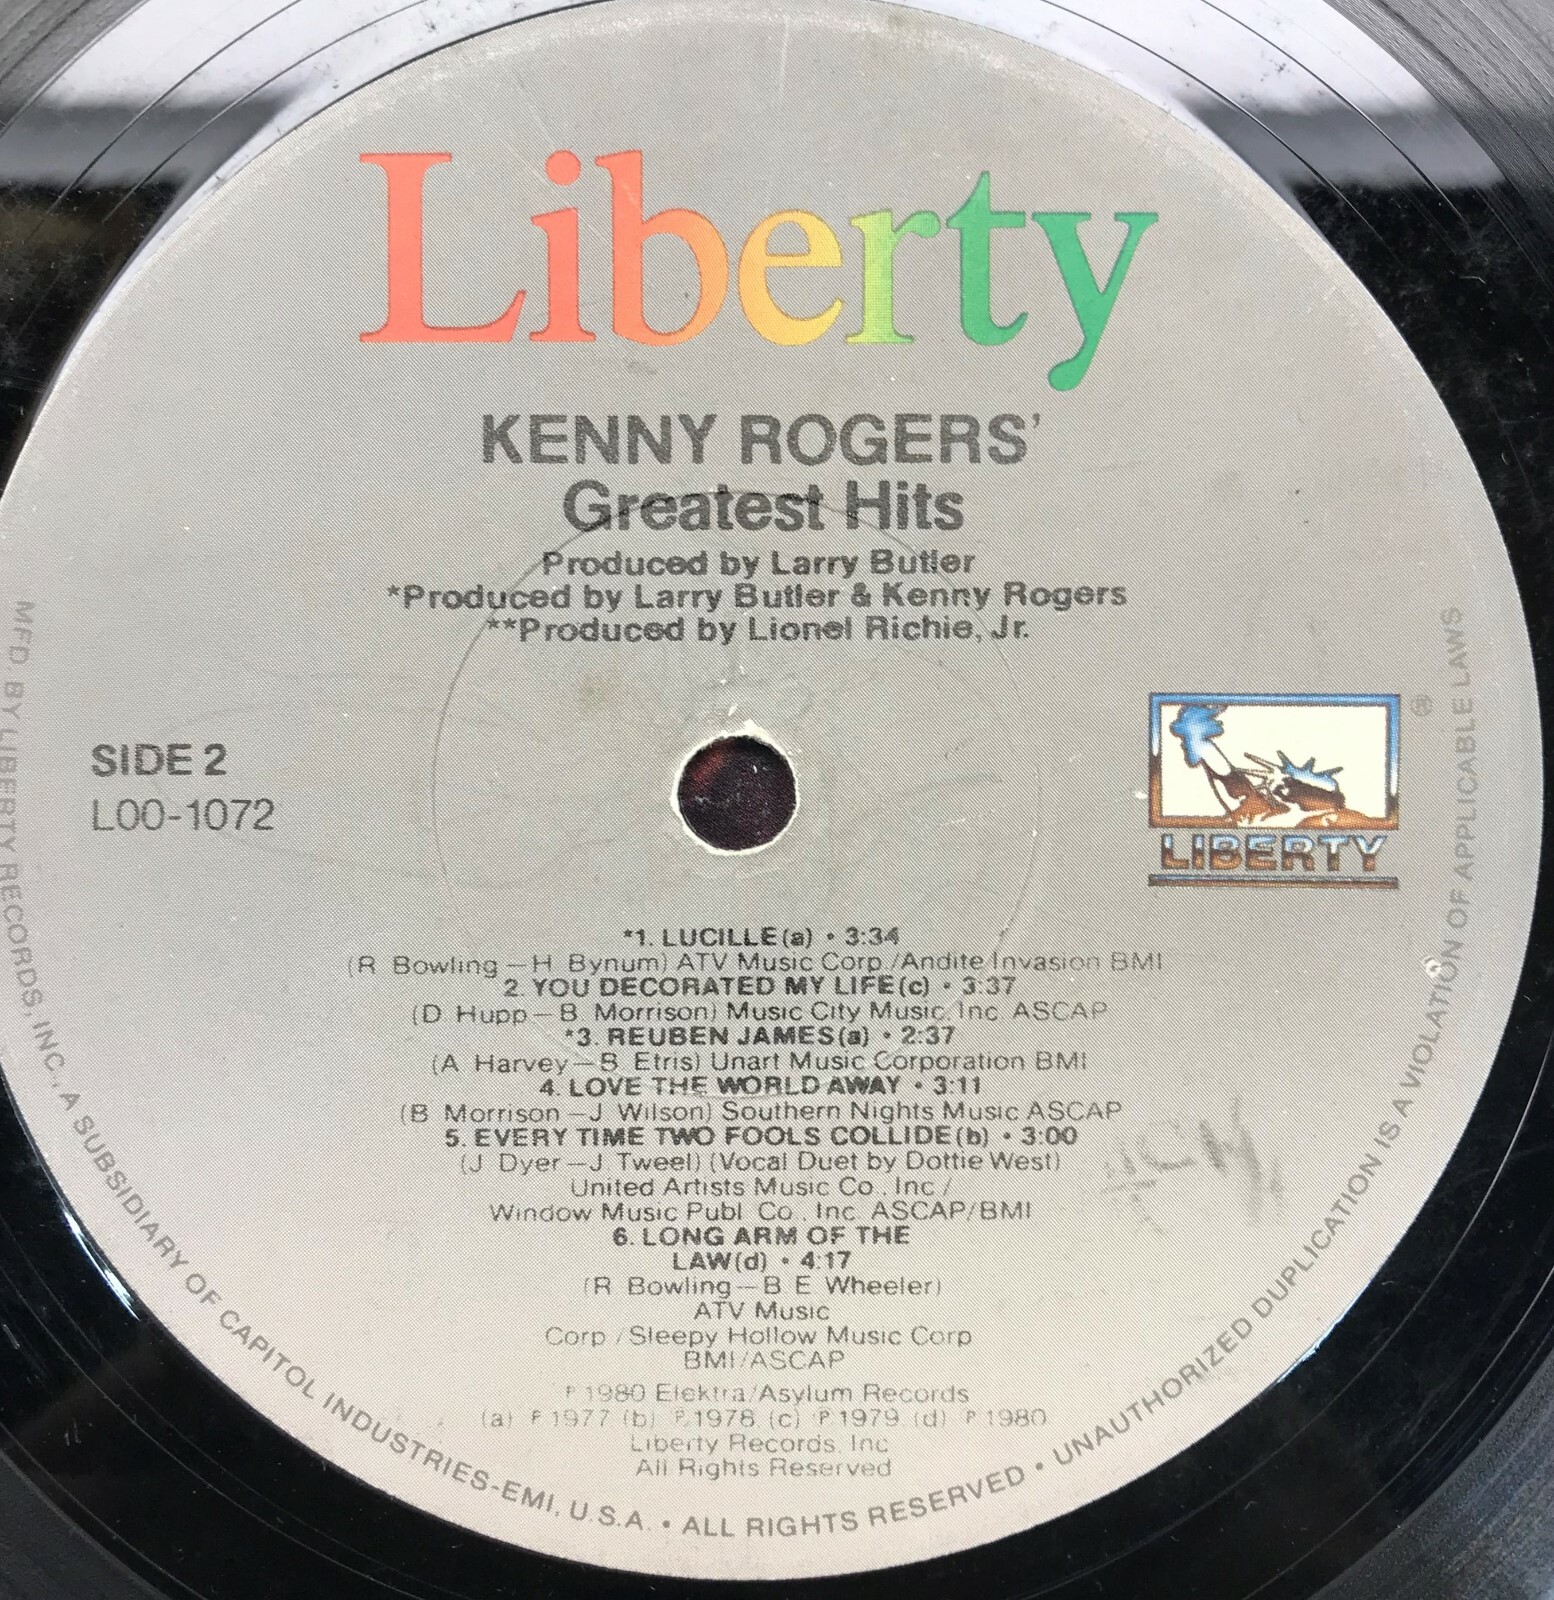 Liberty
KENNY ROGERS'
Greatest Hits
Produced by Larry Butler
*Produced by Larry Butler & Kenny Rogers
**Produced by Lionel Richie, Jr.
SIDE 2
LOO-1072
LIBERTY
®
*1. LUCILLE(a) • 3:34
(R. Bowling—H. Bynum) ATV Music Corp./Andite Invasion BMI
2. YOU DECORATED MY LIFE(c) • 3:37
(D. Hupp—B. Morrison) Music City Music, Inc. ASCAP
*3. REUBEN JAMES(a) • 2:37
(A. Harvey—B. Etris) Unart Music Corporation BMI
4. LOVE THE WORLD AWAY • 3:11
(B. Morrison—J. Wilson) Southern Nights Music ASCAP
5. EVERY TIME TWO FOOLS COLLIDE(b) • 3:00
(J. Dyer—J. Tweel) (Vocal Duet by Dottie West)
United Artists Music Co., Inc./
Window Music Publ. Co., Inc. ASCAP/BMI
6. LONG ARM OF THE
LAW(d) • 4:17
(R. Bowling—B.E. Wheeler)
ATV Music
Corp./Sleepy Hollow Music Corp.
BMI/ASCAP
℗ 1980 Elektra/Asylum Records
(a) ℗ 1977 (b) ℗ 1978, (c) ℗ 1979 (d) ℗ 1980
Liberty Records, Inc.
All Rights Reserved
MFD. BY LIBERTY RECORDS, INC., A SUBSIDIARY OF CAPITOL INDUSTRIES-EMI, U.S.A. • ALL RIGHTS RESERVED • UNAUTHORIZED DUPLICATION IS A VIOLATION OF APPLICABLE LAWS